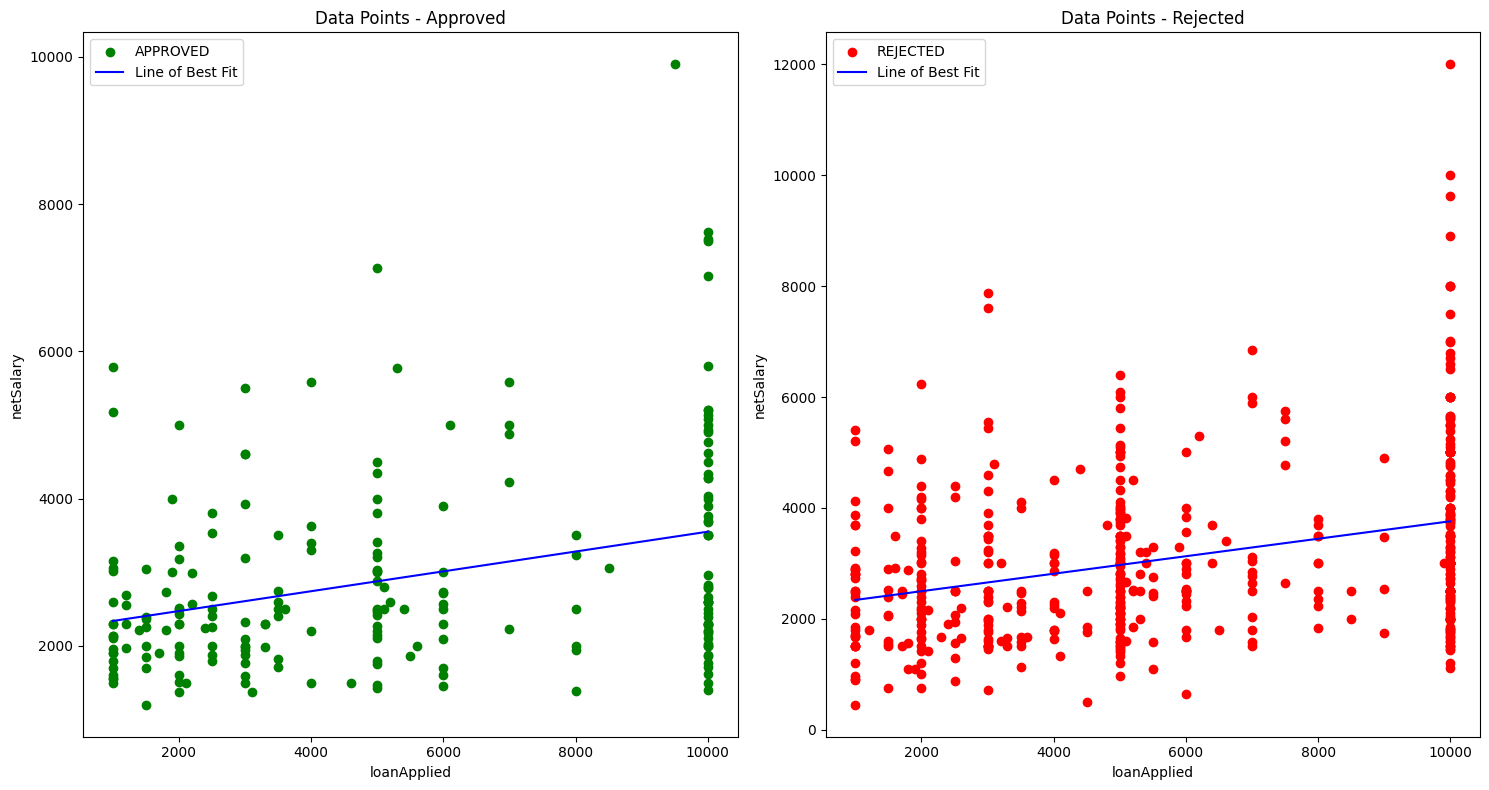 Data Points - Approved
APPROVED
Line of Best Fit
10000
8000
6000
4000
2000
netSalary
2000 4000 6000 8000 10000
loanApplied
Data Points - Rejected
REJECTED
Line of Best Fit
12000
10000
8000
6000
4000
2000
0
netSalary
2000 4000 6000 8000 10000
loanApplied